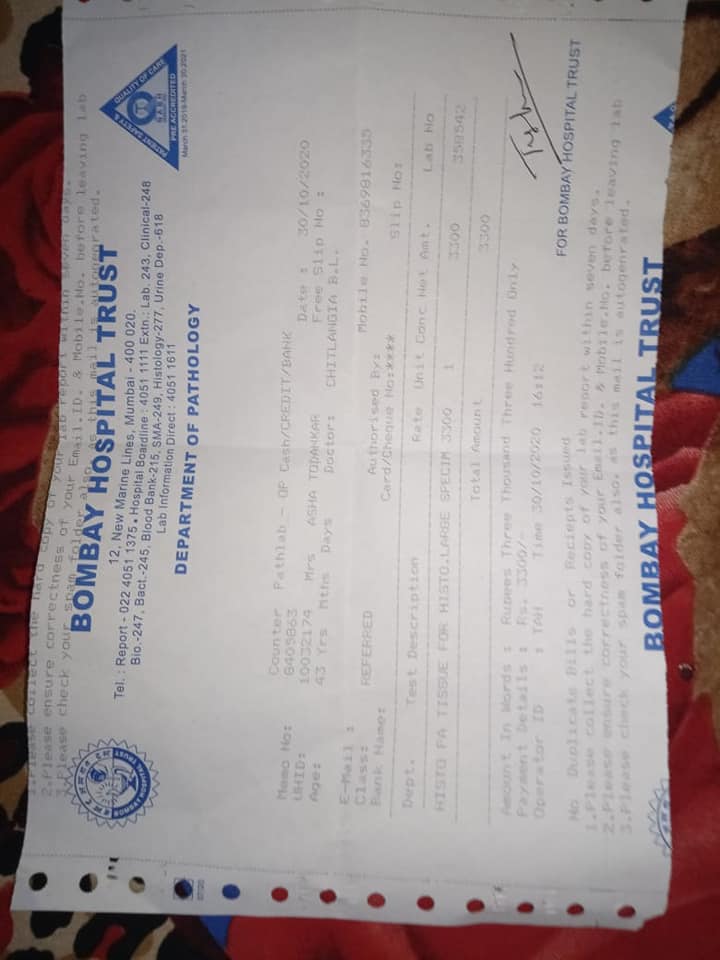 1.Please collect the hard copy of your lab report within seven days.
2.Please ensure correctness of your Email.ID. & Mobile.No. before leaving lab
3.Please check your spam folder also. as this mail is autogenrated.
BOMBAY HOSPITAL TRUST
12, New Marine Lines, Mumbai - 400 020.
Tel. : Report - 022 4051 1375 • Hospital Boardline : 4051 1111 Extn.: Lab. 243, Clinical-248
Bio.-247, Bact.-245, Blood Bank-215, SMA-249, Histology-277, Urine Dep.-618
Lab Information Direct : 4051 1611
DEPARTMENT OF PATHOLOGY
PATIENT SAFETY & QUALITY OF CARE
PRE ACCREDITED
March 31 2019-March 30 2021
BOMBAY HOSPITAL TRUST
Counter Pathlab - OP Cash/CREDIT/BANK
Memo No: 8405863 Date : 30/10/2020
UHID: 10032174 Mrs ASHA TODANKAR Free Slip No :
Age: 43 Yrs Mths Days Doctor: CHITLANGIA B.L.
E-Mail :
Class: REFERRED Authorised By: Mobile No. 8369816335
Bank Name: Card/Cheque No:**** Slip No:
Dept. Test Description Rate Unit Conc Net Amt. Lab No
HISTO PA TISSUE FOR HISTO.LARGE SPECIM 3300 1 3300 358542
Total Amount 3300
Amount In Words : Rupees Three Thousand Three Hundred Only
Payment Details : Rs. 3300/-
Operator ID : TAH Time 30/10/2020 16:12
FOR BOMBAY HOSPITAL TRUST
No Duplicate Bills or Reciepts Issued
1.Please collect the hard copy of your lab report within seven days.
2.Please ensure correctness of your Email.ID. & Mobile.No. before leaving lab
3.Please check your spam folder also. as this mail is autogenrated.
BOMBAY HOSPITAL TRUST